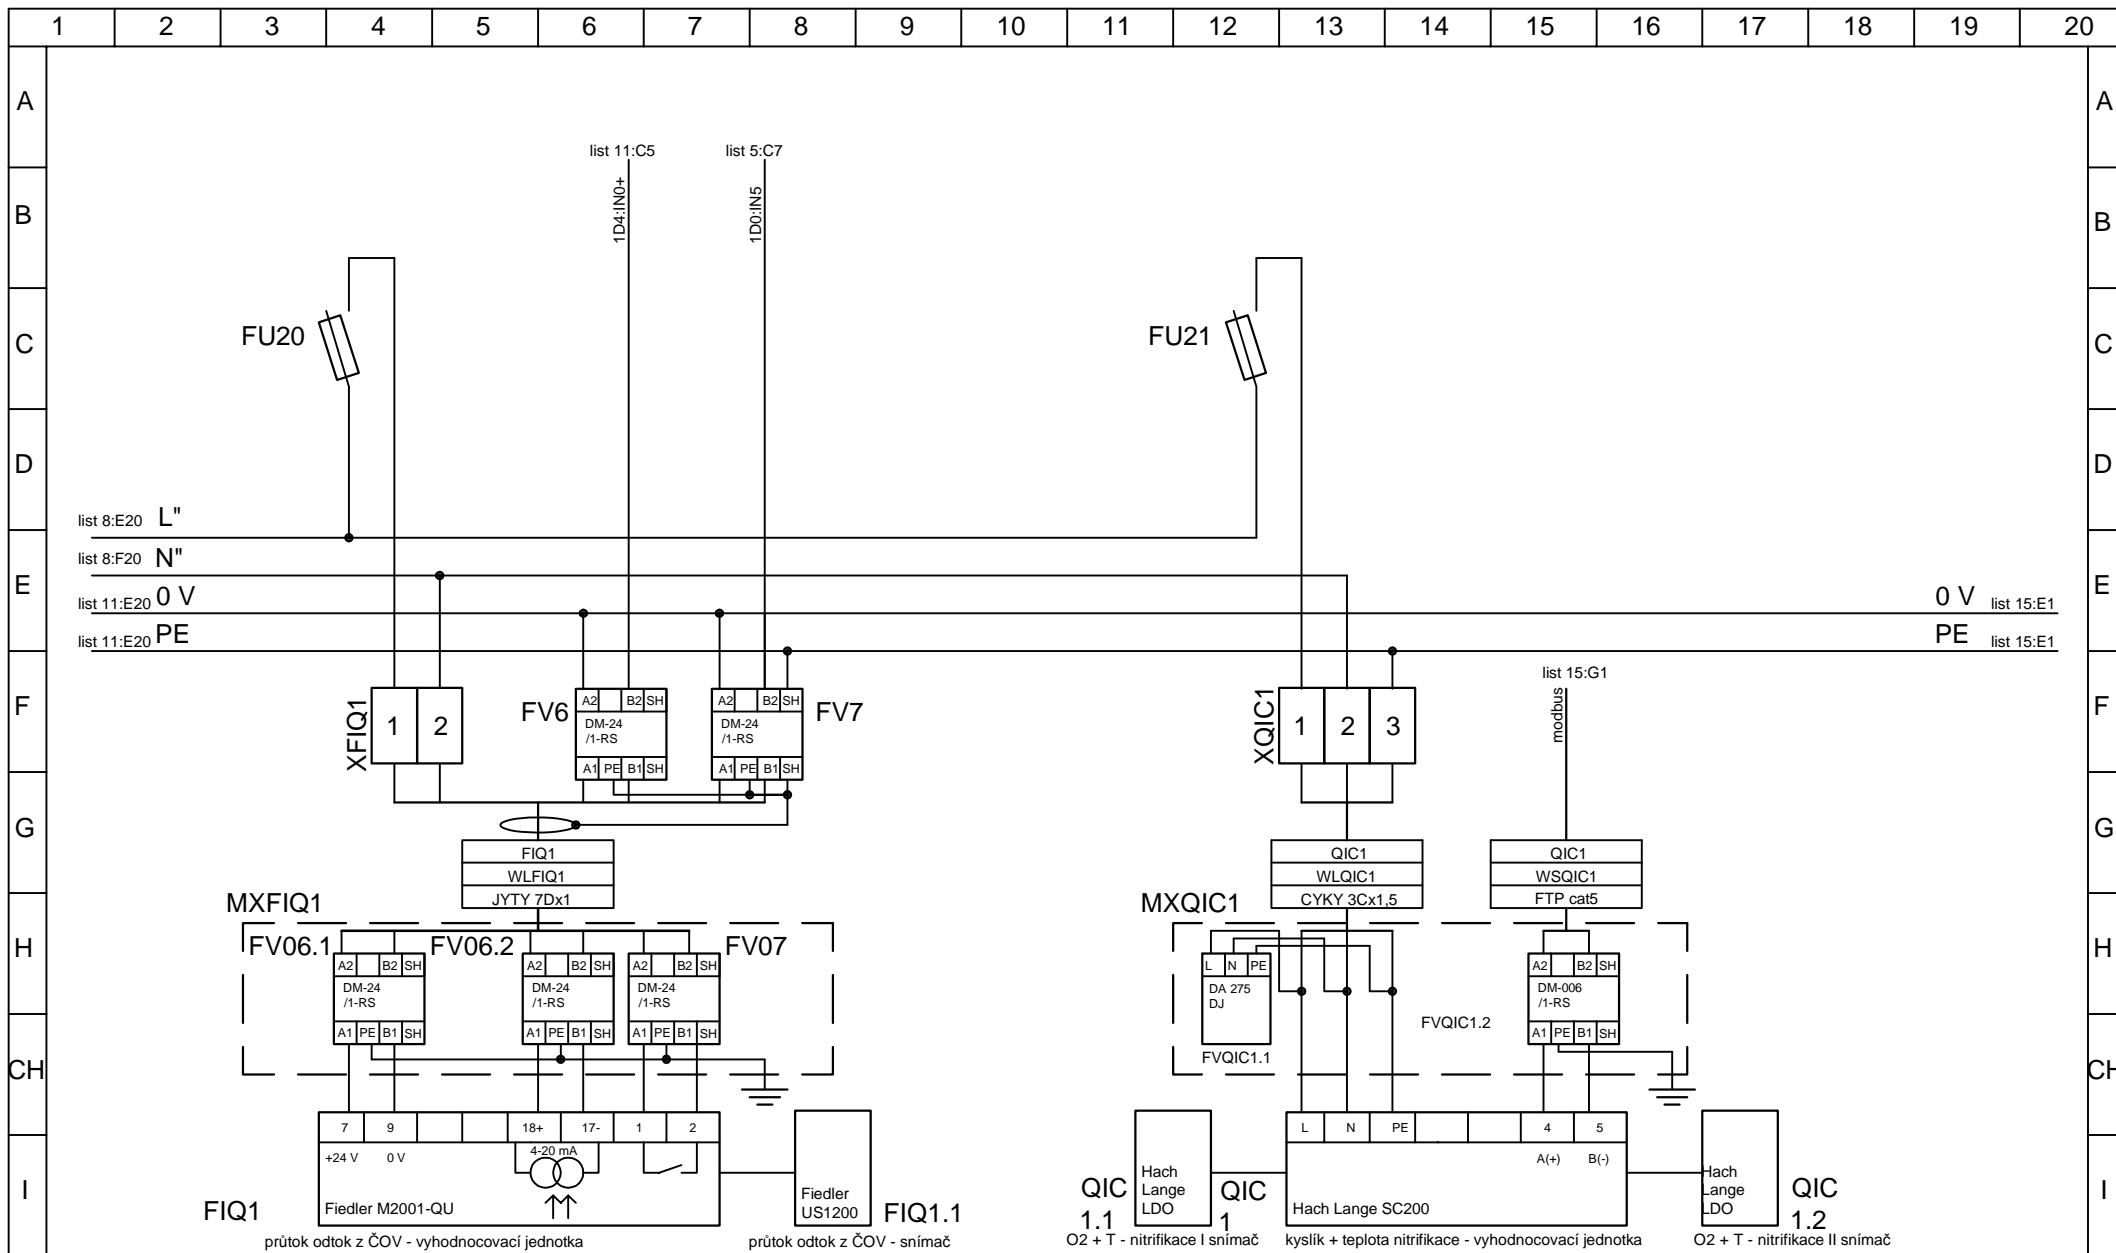 1 2 3 4 5 6 7 8 9 10 11 12 13 14 15 16 17 18 19 20
A A
list 11:C5 list 5:C7
B B
1D4:IN0+ 1D0:IN5
C FU20 FU21 C
D D
list 8:E20 L"
list 8:F20 N"
E E
list 11:E20 0 V 0 V list 15:E1
list 11:E20 PE PE list 15:E1
list 15:G1
modbus
F F
XFIQ1 1 2
FV6 A2 B2 SH
DM-24
/1-RS
A1 PE B1 SH
A2 B2 SH FV7
DM-24
/1-RS
A1 PE B1 SH
XQIC1 1 2 3
G G
FIQ1
WLFIQ1
JYTY 7Dx1
QIC1
WLQIC1
CYKY 3Cx1,5
QIC1
WSQIC1
FTP cat5
MXFIQ1 MXQIC1
H H
FV06.1 FV06.2 FV07
A2 B2 SH A2 B2 SH A2 B2 SH
DM-24 DM-24 DM-24
/1-RS /1-RS /1-RS
A1 PE B1 SH A1 PE B1 SH A1 PE B1 SH
L N PE
DA 275
DJ
FVQIC1.1
FVQIC1.2
A2 B2 SH
DM-006
/1-RS
A1 PE B1 SH
CH CH
7 9 18+ 17- 1 2
+24 V 0 V 4-20 mA
L N PE 4 5
A(+) B(-)
I I
FIQ1 Fiedler M2001-QU
Fiedler
US1200
FIQ1.1
QIC
1.1
Hach
Lange
LDO
QIC
1
Hach Lange SC200
Hach
Lange
LDO
QIC
1.2
průtok odtok z ČOV - vyhodnocovací jednotka průtok odtok z ČOV - snímač O2 + T - nitrifikace I snímač kyslík + teplota nitrifikace - vyhodnocovací jednotka O2 + T - nitrifikace II snímač